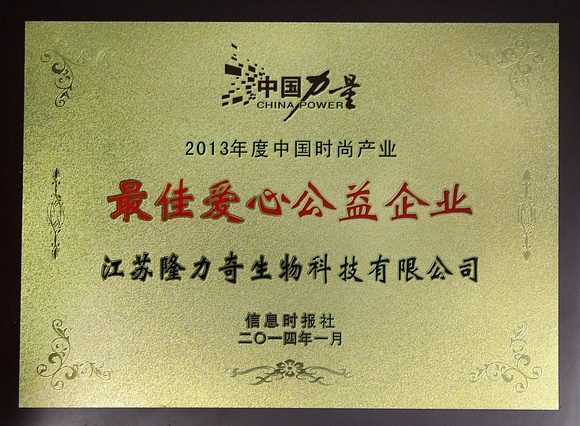 中国力量
CHINA POWER
2013年度中国时尚产业
最佳爱心公益企业
江苏隆力奇生物科技有限公司
信息时报社
二〇一四年一月